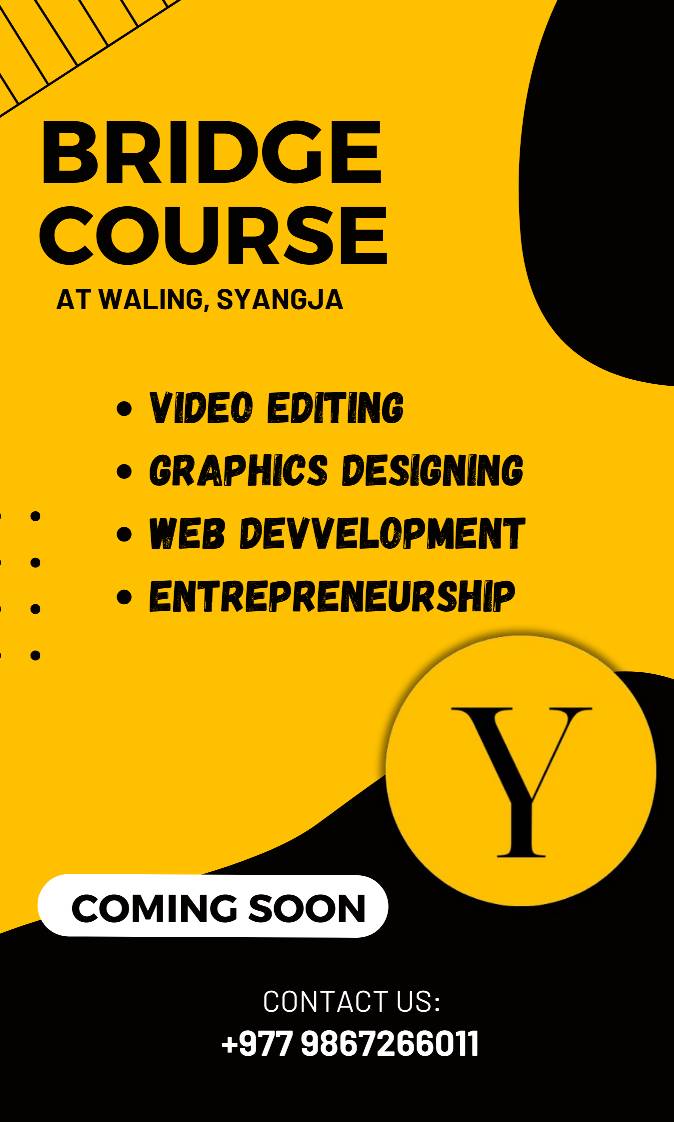 BRIDGE
COURSE
AT WALING, SYANGJA
• VIDEO EDITING
• GRAPHICS DESIGNING
• WEB DEVVELOPMENT
• ENTREPRENEURSHIP
Y
COMING SOON
CONTACT US:
+977 9867266011